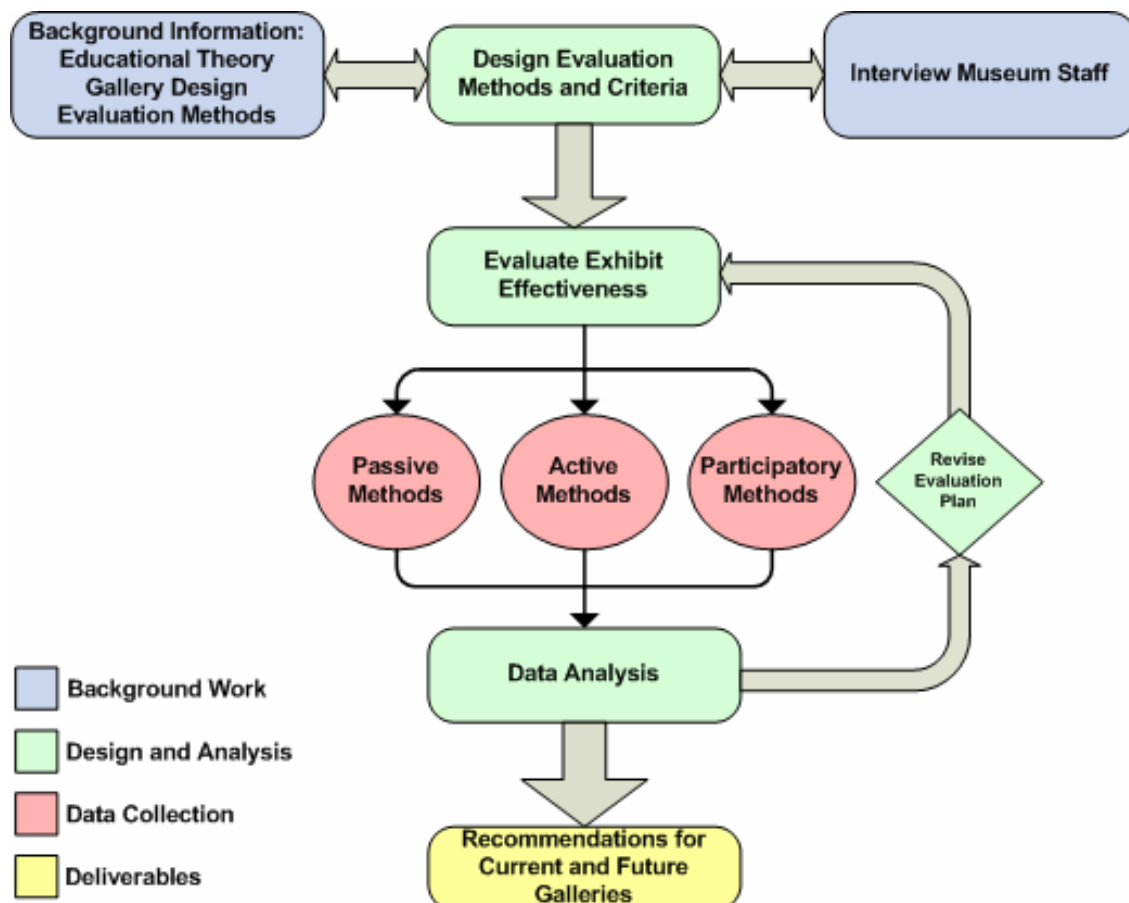 Background Information:
Educational Theory
Gallery Design
Evaluation Methods
Design Evaluation
Methods and Criteria
Interview Museum Staff
Evaluate Exhibit
Effectiveness
Passive
Methods
Active
Methods
Participatory
Methods
Revise
Evaluation
Plan
Data Analysis
Recommendations for
Current and Future
Galleries
Background Work
Design and Analysis
Data Collection
Deliverables